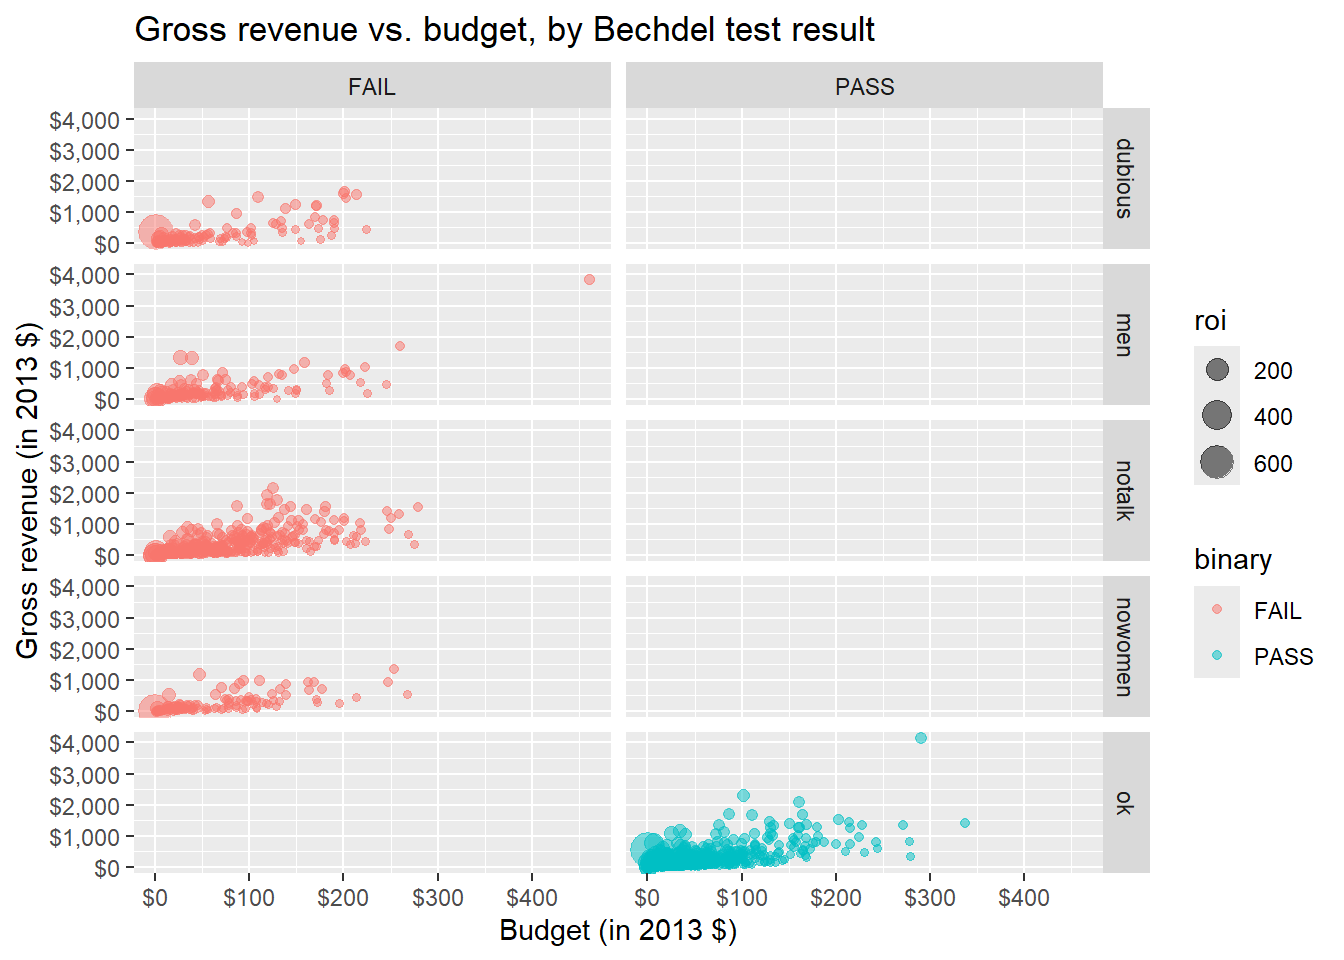 Gross revenue vs. budget, by Bechdel test result
FAIL
PASS
$4,000
$3,000
$2,000
$1,000
$0
dubious
$4,000
$3,000
$2,000
$1,000
$0
men
$4,000
$3,000
$2,000
$1,000
$0
notalk
$4,000
$3,000
$2,000
$1,000
$0
nowomen
$4,000
$3,000
$2,000
$1,000
$0
ok
$0 $100 $200 $300 $400
$0 $100 $200 $300 $400
Budget (in 2013 $)
Gross revenue (in 2013 $)
roi
200
400
600
binary
FAIL
PASS